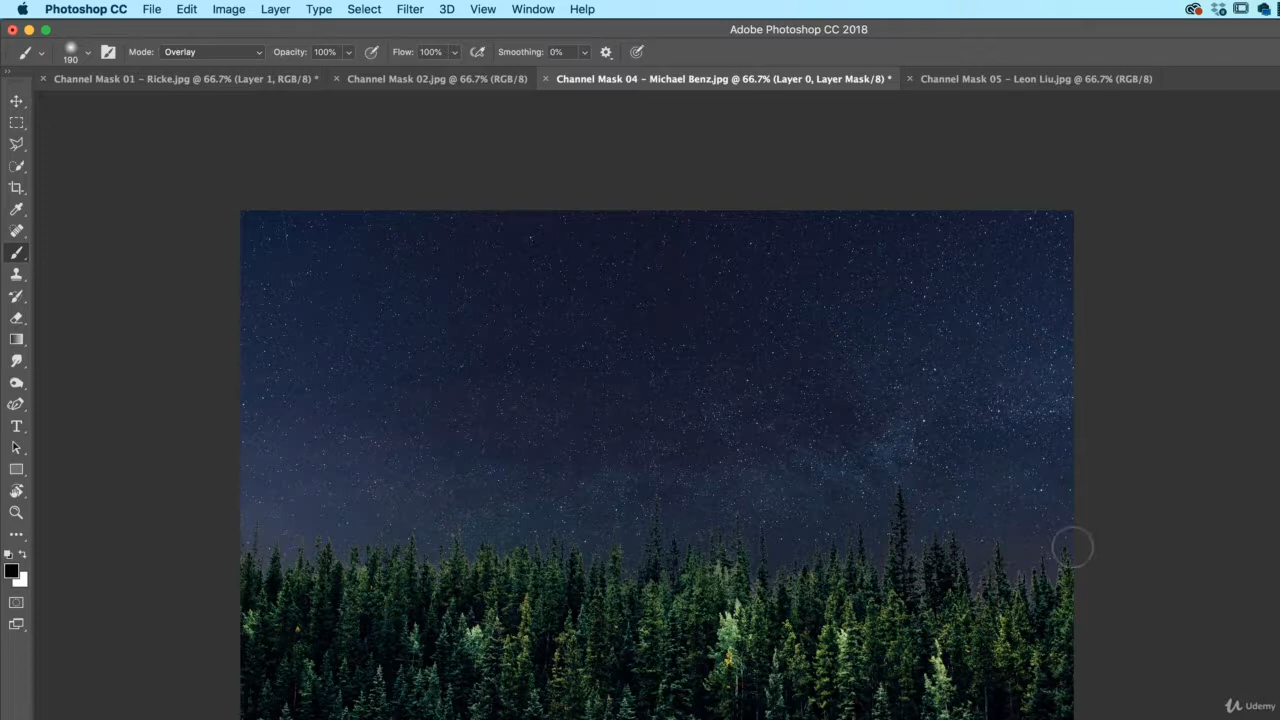 Photoshop CC File Edit Image Layer Type Select Filter 3D View Window Help
Adobe Photoshop CC 2018
190 Mode: Overlay Opacity: 100% Flow: 100% Smoothing: 0%
Channel Mask 01 – Ricke.jpg @ 66.7% (Layer 1, RGB/8) * Channel Mask 02.jpg @ 66.7% (RGB/8) Channel Mask 04 – Michael Benz.jpg @ 66.7% (Layer 0, Layer Mask/8) * Channel Mask 05 – Leon Liu.jpg @ 66.7% (RGB/8)
Udemy